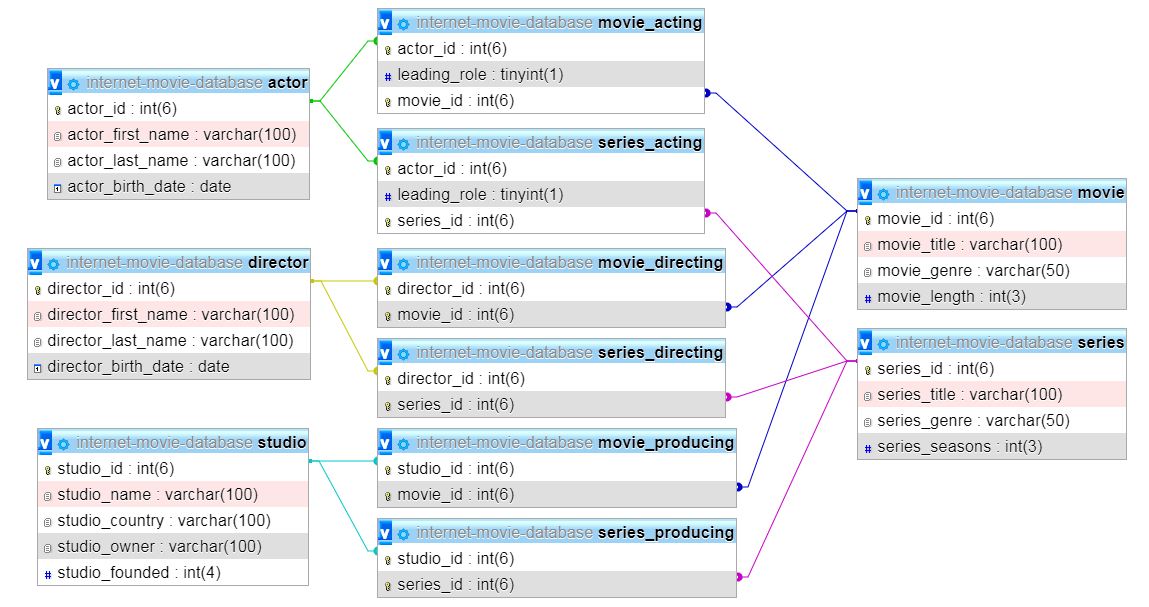 internet-movie-database actor
actor_id : int(6)
actor_first_name : varchar(100)
actor_last_name : varchar(100)
actor_birth_date : date
internet-movie-database director
director_id : int(6)
director_first_name : varchar(100)
director_last_name : varchar(100)
director_birth_date : date
internet-movie-database studio
studio_id : int(6)
studio_name : varchar(100)
studio_country : varchar(100)
studio_owner : varchar(100)
studio_founded : int(4)
internet-movie-database movie_acting
actor_id : int(6)
leading_role : tinyint(1)
movie_id : int(6)
internet-movie-database series_acting
actor_id : int(6)
leading_role : tinyint(1)
series_id : int(6)
internet-movie-database movie_directing
director_id : int(6)
movie_id : int(6)
internet-movie-database series_directing
director_id : int(6)
series_id : int(6)
internet-movie-database movie_producing
studio_id : int(6)
movie_id : int(6)
internet-movie-database series_producing
studio_id : int(6)
series_id : int(6)
internet-movie-database movie
movie_id : int(6)
movie_title : varchar(100)
movie_genre : varchar(50)
movie_length : int(3)
internet-movie-database series
series_id : int(6)
series_title : varchar(100)
series_genre : varchar(50)
series_seasons : int(3)